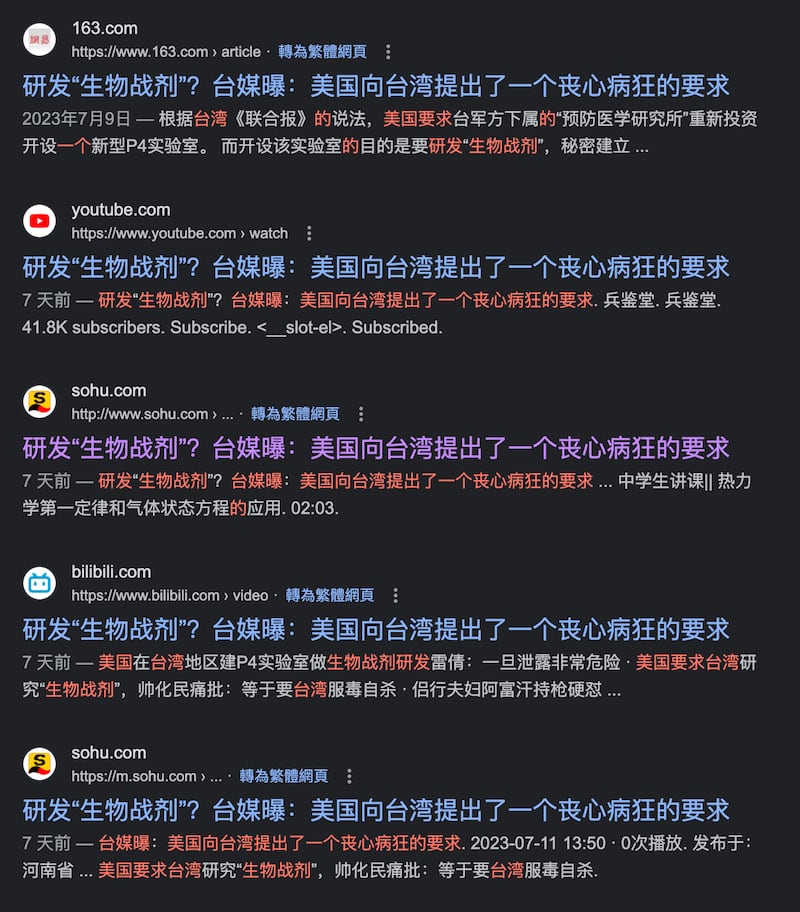 163.com
https://www.163.com › article · 轉為繁體網頁
研发“生物战剂”？台媒曝：美国向台湾提出了一个丧心病狂的要求
2023年7月9日 — 根据台湾《联合报》的说法，美国要求台军方下属的“预防医学研究所”重新投资
开设一个新型P4实验室。 而开设该实验室的目的是要研发“生物战剂”，秘密建立 ...
youtube.com
https://www.youtube.com › watch
研发“生物战剂”？台媒曝：美国向台湾提出了一个丧心病狂的要求
7 天前 — 研发“生物战剂”？台媒曝：美国向台湾提出了一个丧心病狂的要求. 兵鉴堂. 兵鉴堂.
41.8K subscribers. Subscribe. <__slot-el>. Subscribed.
sohu.com
http://www.sohu.com › ... · 轉為繁體網頁
研发“生物战剂”？台媒曝：美国向台湾提出了一个丧心病狂的要求
7 天前 — 研发“生物战剂”？台媒曝：美国向台湾提出了一个丧心病狂的要求 ... 中学生讲课|| 热力
学第一定律和气体状态方程的应用. 02:03.
bilibili.com
https://www.bilibili.com › video · 轉為繁體網頁
研发“生物战剂”？台媒曝：美国向台湾提出了一个丧心病狂的要求
7 天前 — 美国在台湾地区建P4实验室做生物战剂研发雷倩：一旦泄露非常危险 · 美国要求台湾研
究“生物战剂”，帅化民痛批：等于要台湾服毒自杀 · 侣行夫妇阿富汗持枪硬怼 ...
sohu.com
https://m.sohu.com › ... · 轉為繁體網頁
研发“生物战剂”？台媒曝：美国向台湾提出了一个丧心病狂的要求
7 天前 — 台媒曝：美国向台湾提出了一个丧心病狂的要求. 2023-07-11 13:50 · 0次播放. 发布于：
河南省 ... 美国要求台湾研究“生物战剂”，帅化民痛批：等于要台湾服毒自杀.